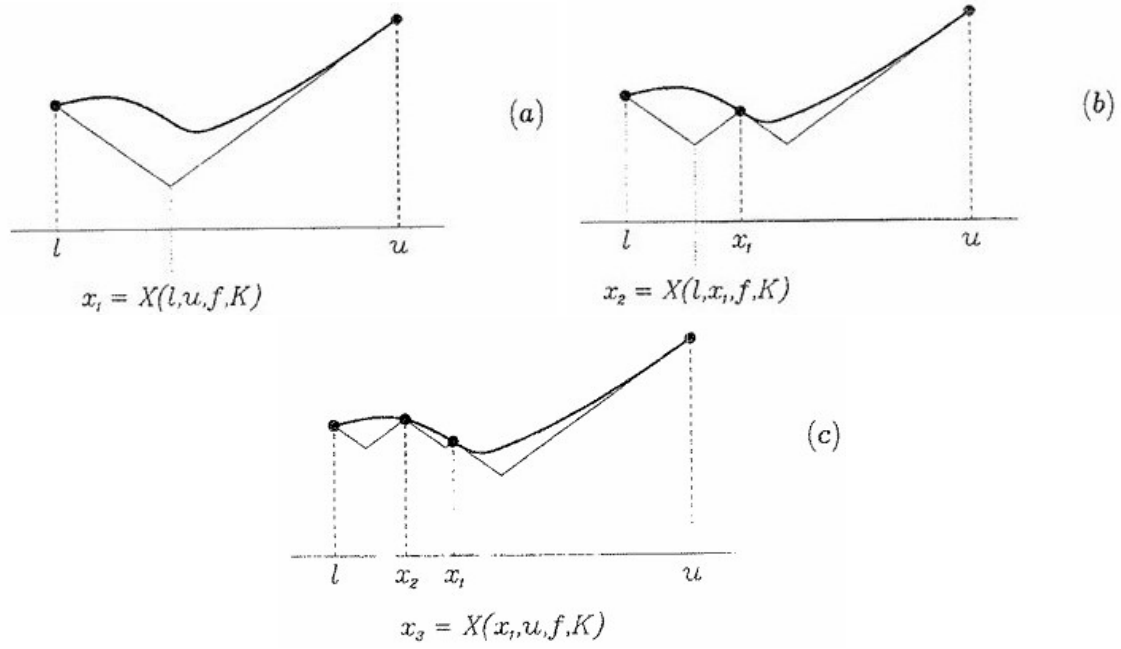 (a)
l u
x₁ = X(l,u,f,K)
(b)
l x₁ u
x₂ = X(l,x₁,f,K)
(c)
l x₂ x₁ u
x₃ = X(x₁,u,f,K)